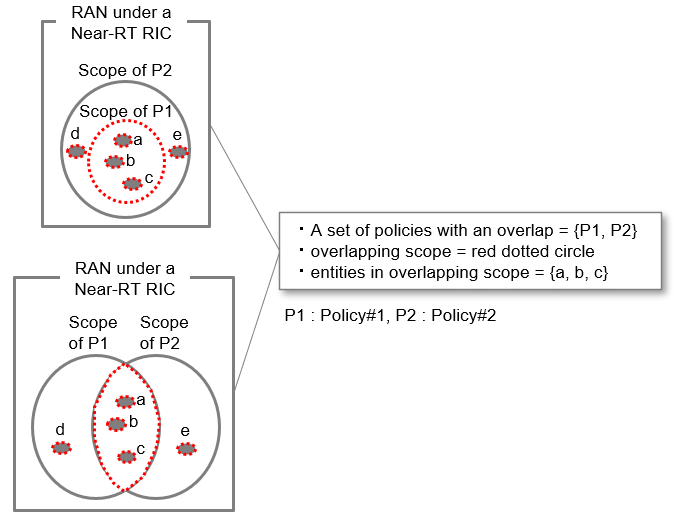 RAN under a
Near-RT RIC
Scope of P2
Scope of P1
d
a
e
b
c
・A set of policies with an overlap = {P1, P2}
・overlapping scope = red dotted circle
・entities in overlapping scope = {a, b, c}
P1 : Policy#1, P2 : Policy#2
RAN under a
Near-RT RIC
Scope
of P1
Scope
of P2
a
b
d
e
c